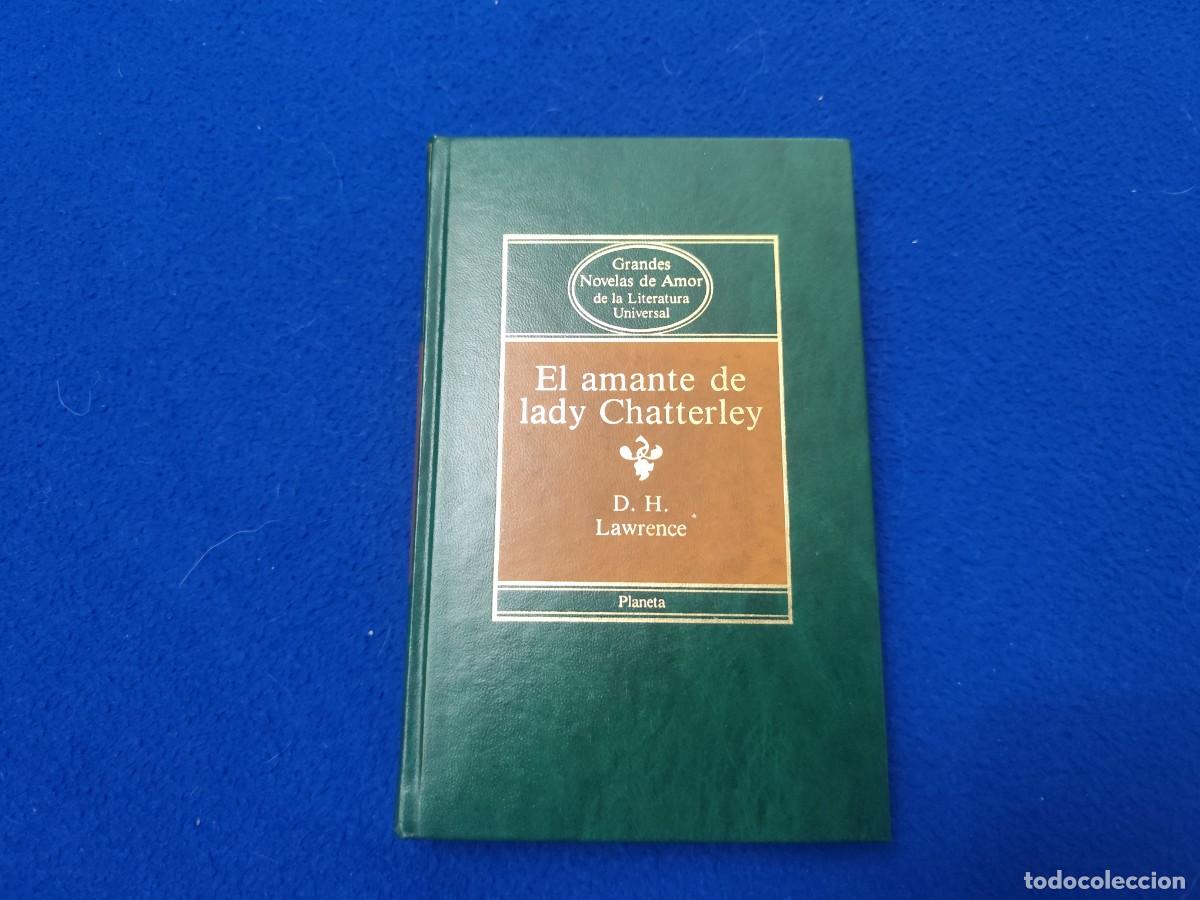 Grandes
Novelas de Amor
de la Literatura
Universal
El amante de
lady Chatterley
D. H.
Lawrence
Planeta
todocoleccion